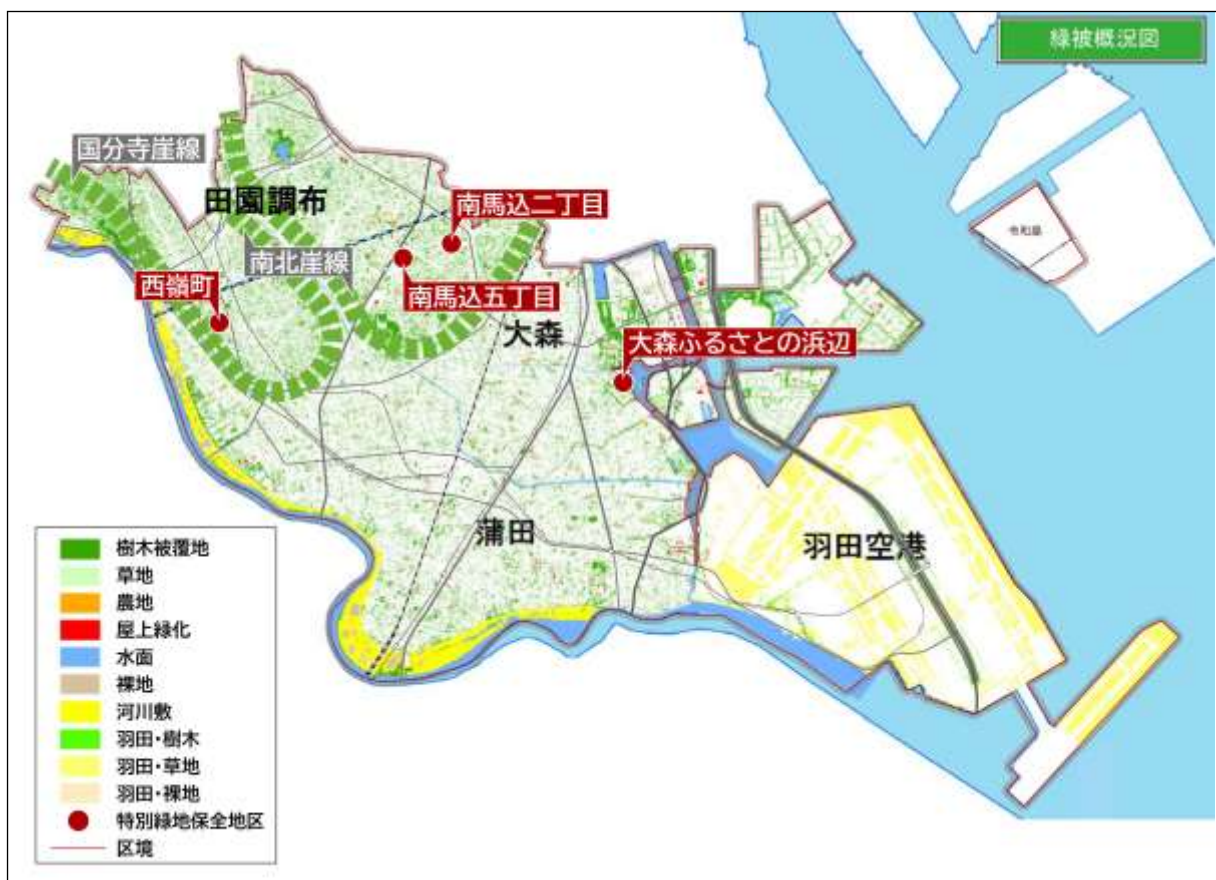 緑被概況図
国分寺崖線
田園調布
南馬込二丁目
令和島
南北崖線
西嶺町
南馬込五丁目
大森
大森ふるさとの浜辺
蒲田
羽田空港
樹木被覆地
草地
農地
屋上緑化
水面
裸地
河川敷
羽田・樹木
羽田・草地
羽田・裸地
特別緑地保全地区
区境